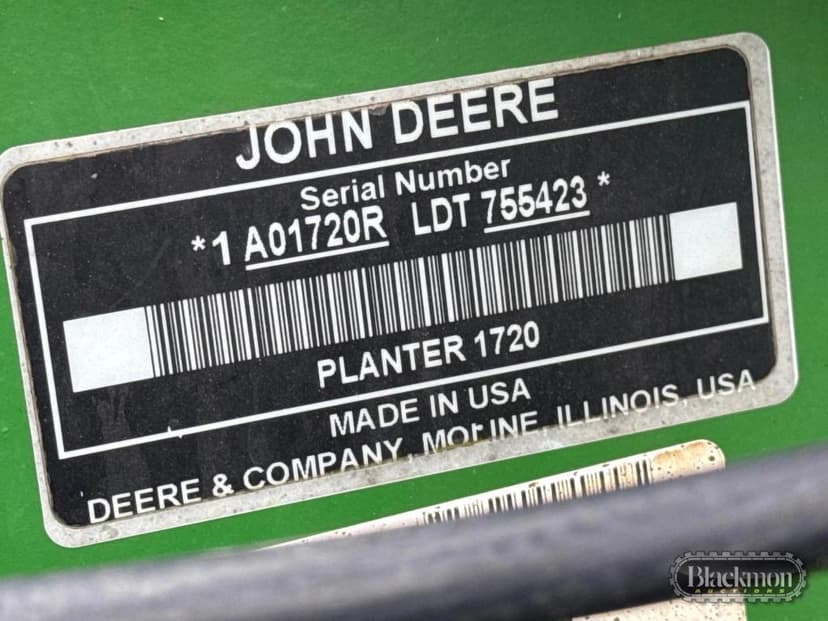 JOHN DEERE
Serial Number
*1 A01720R LDT 755423 *
PLANTER 1720
MADE IN USA
DEERE & COMPANY, MOLINE, ILLINOIS, USA
Blackmon
AUCTIONS